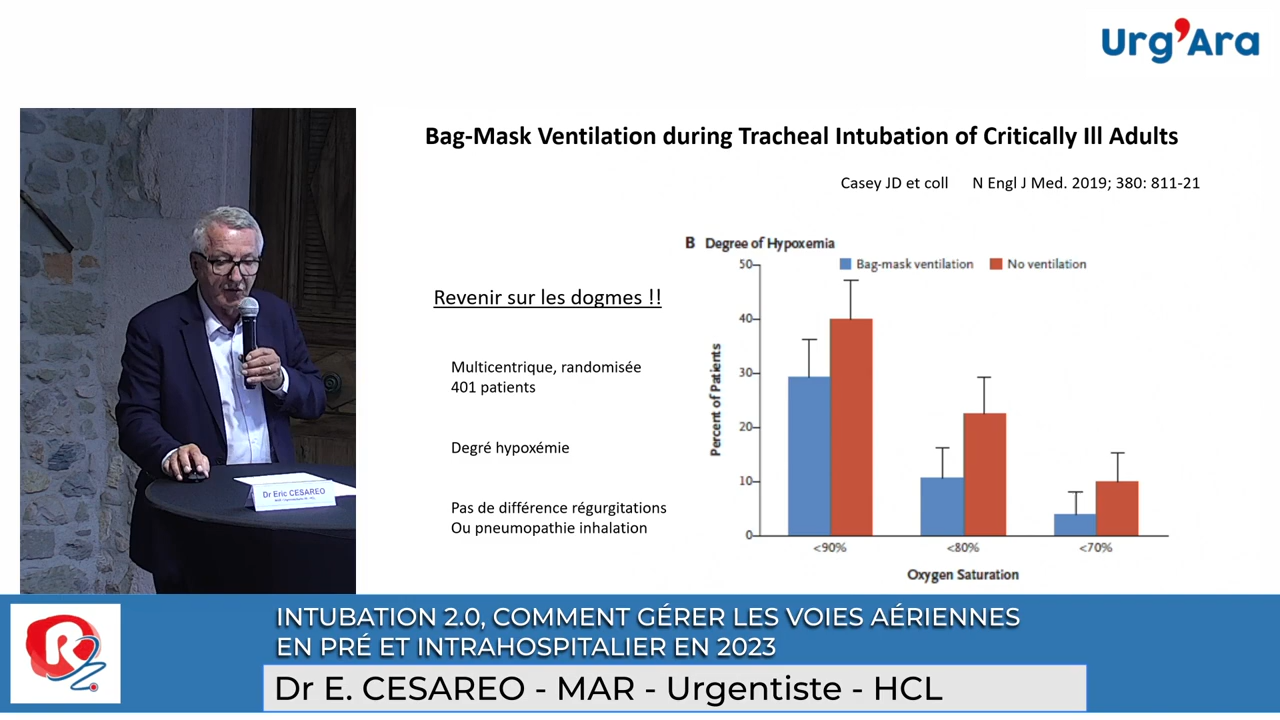 Urg'Ara
Bag-Mask Ventilation during Tracheal Intubation of Critically Ill Adults
Casey JD et coll N Engl J Med. 2019; 380: 811-21
Revenir sur les dogmes !!
Multicentrique, randomisée
401 patients
Degré hypoxémie
Pas de différence régurgitations
Ou pneumopathie inhalation
B Degree of Hypoxemia
Bag-mask ventilation
No ventilation
Percent of Patients
50
40
30
20
10
0
<90%
<80%
<70%
Oxygen Saturation
Dr Eric CESAREO
R
INTUBATION 2.0, COMMENT GÉRER LES VOIES AÉRIENNES
EN PRÉ ET INTRAHOSPITALIER EN 2023
Dr E. CESAREO - MAR - Urgentiste - HCL